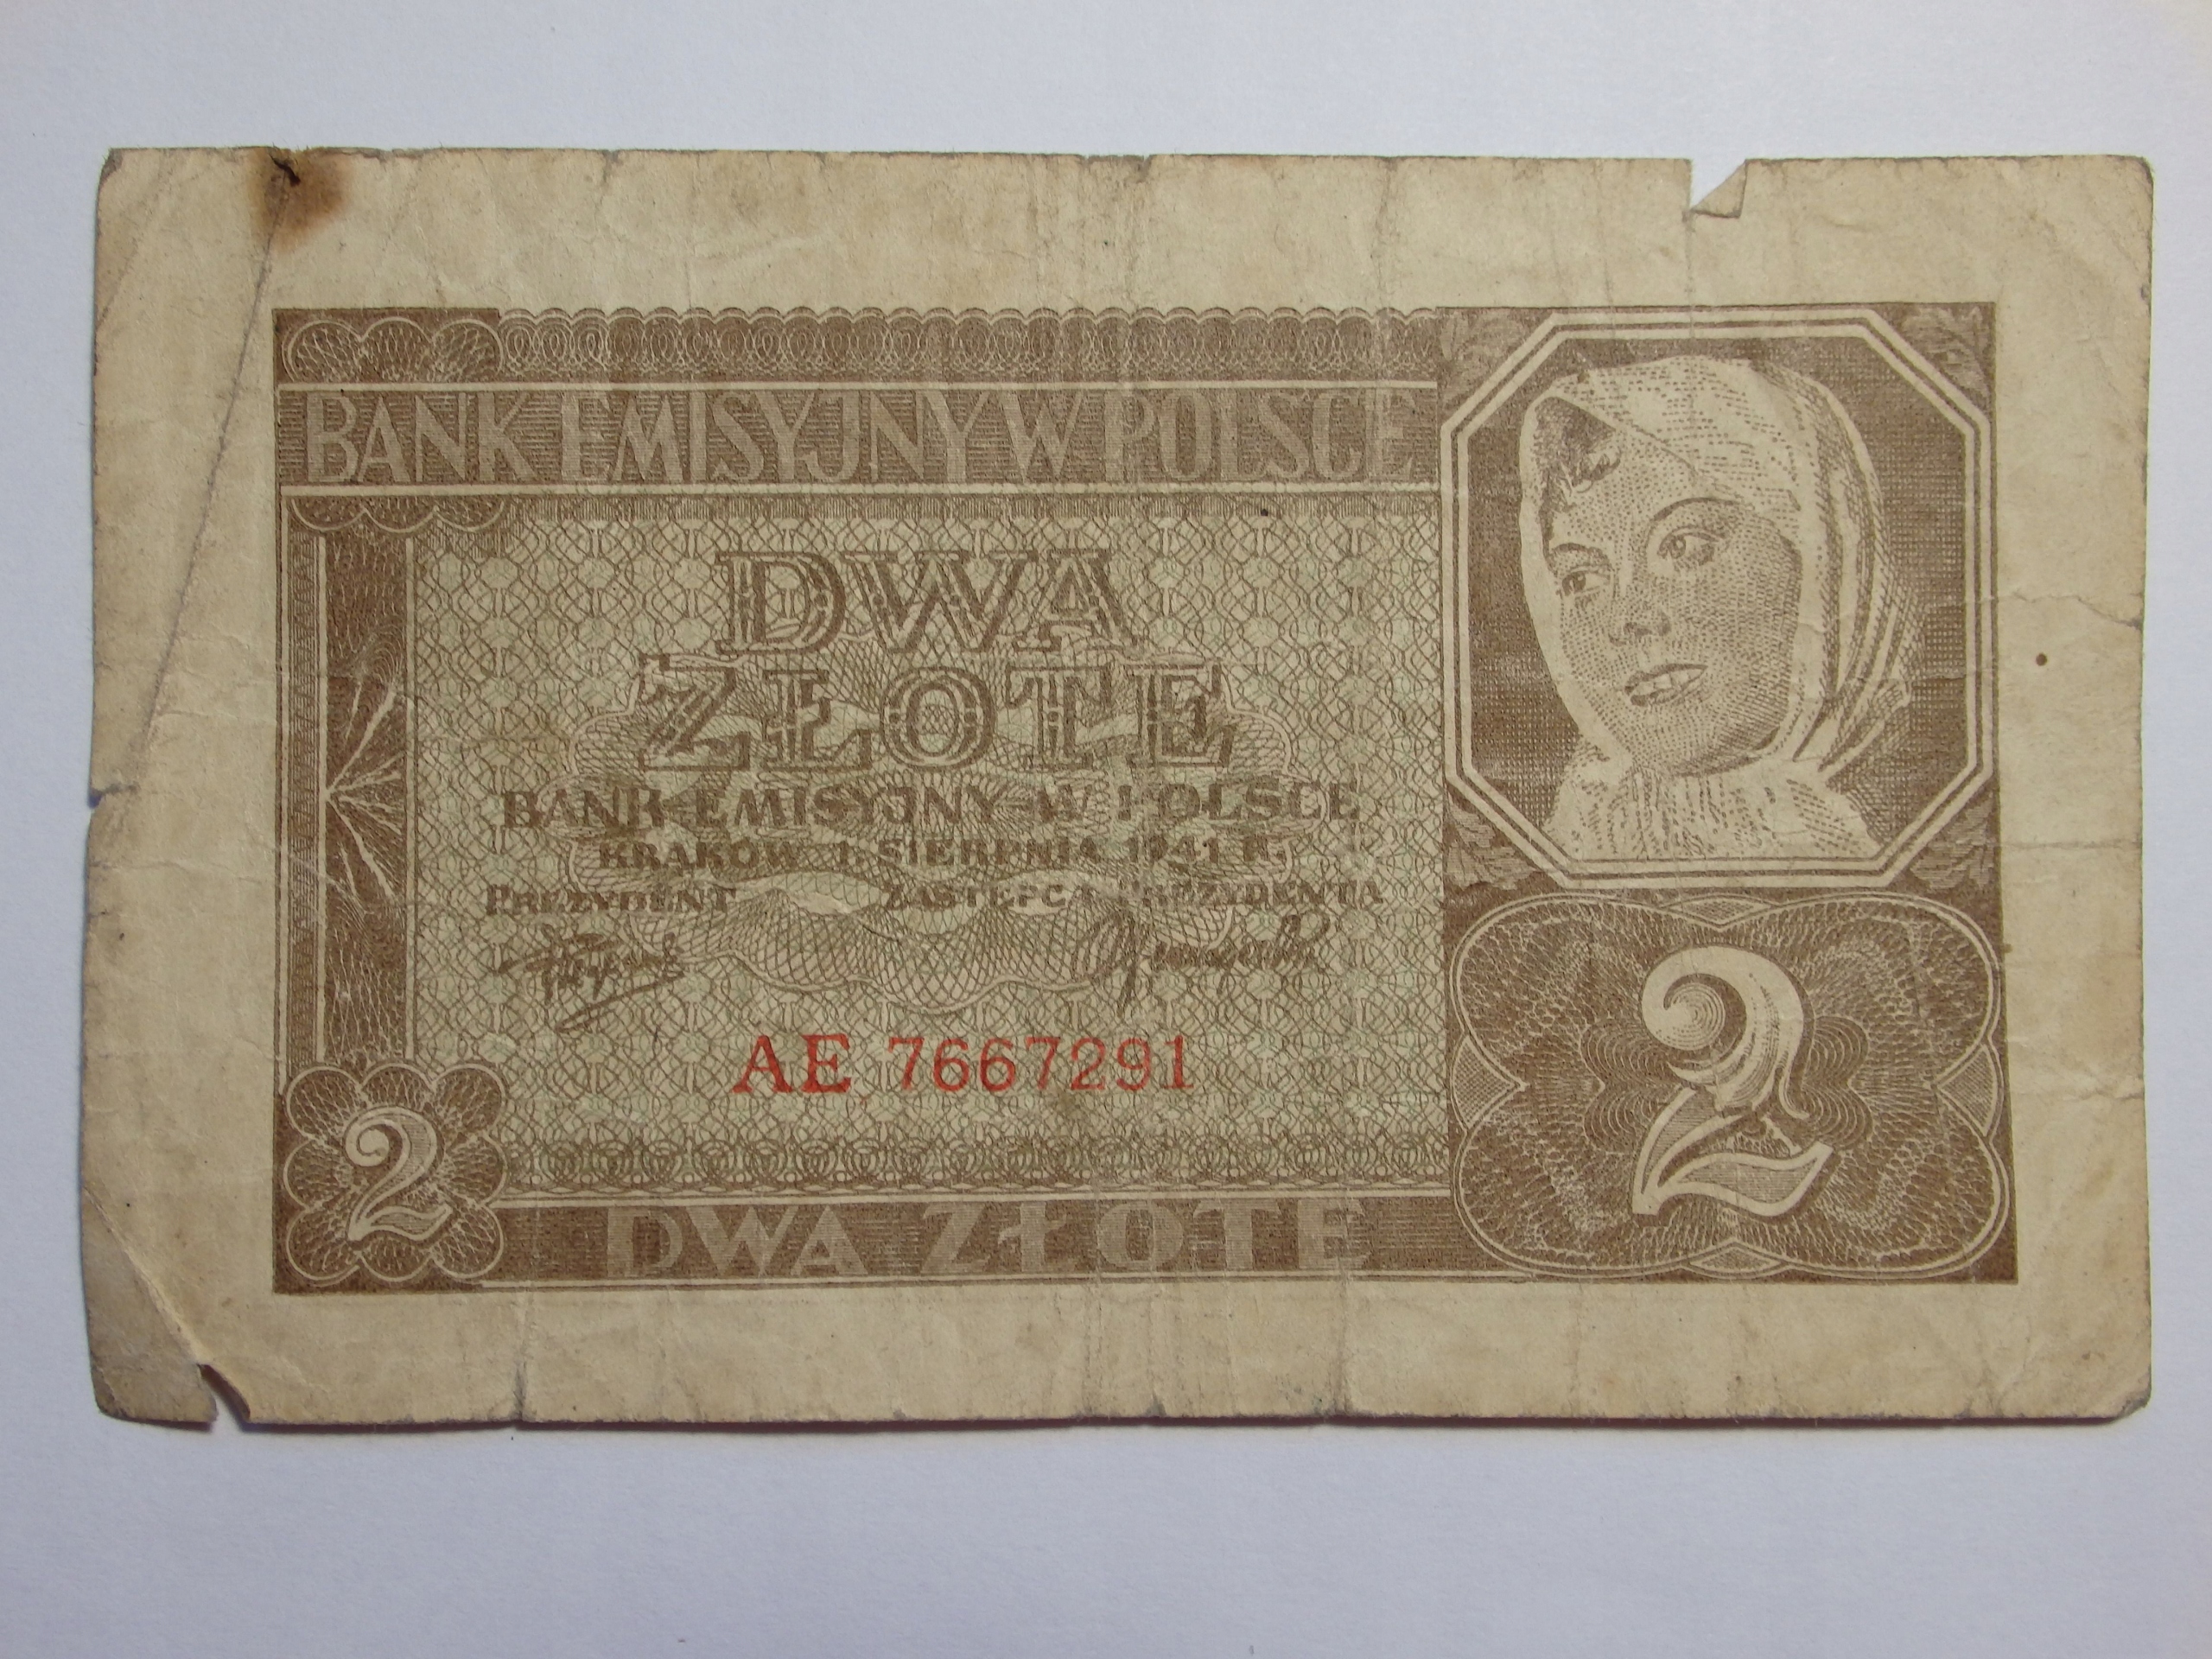 BANK EMISYJNY W POLSCE
DWA
ZŁOTE
BANK EMISYJNY W POLSCE
KRAKÓW 1. SIERPNIA 1941 R.
PREZYDENT ZASTĘPCA PREZYDENTA
AE 7667291
2
2
DWA ZŁOTE